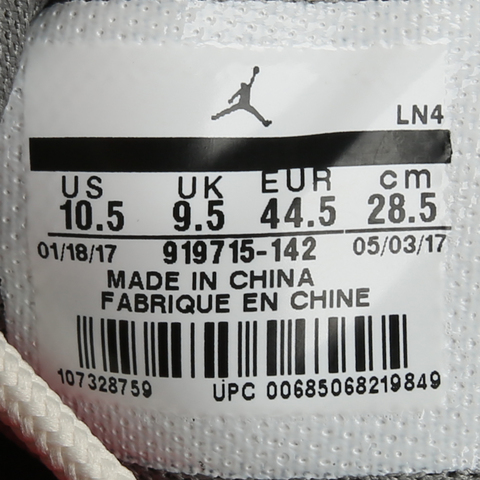 LN4
US UK EUR cm
10.5 9.5 44.5 28.5
01/18/17 919715-142 05/03/17
MADE IN CHINA
FABRIQUE EN CHINE
107328759 UPC 00685068219849